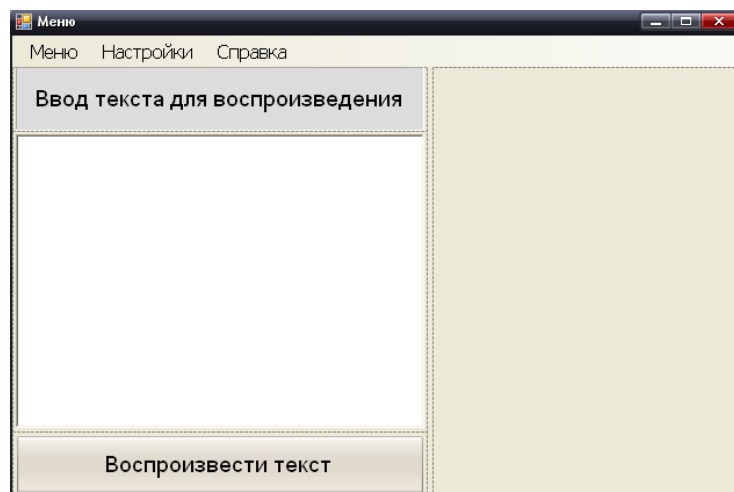 Меню
Меню Настройки Справка
Ввод текста для воспроизведения
Воспроизвести текст